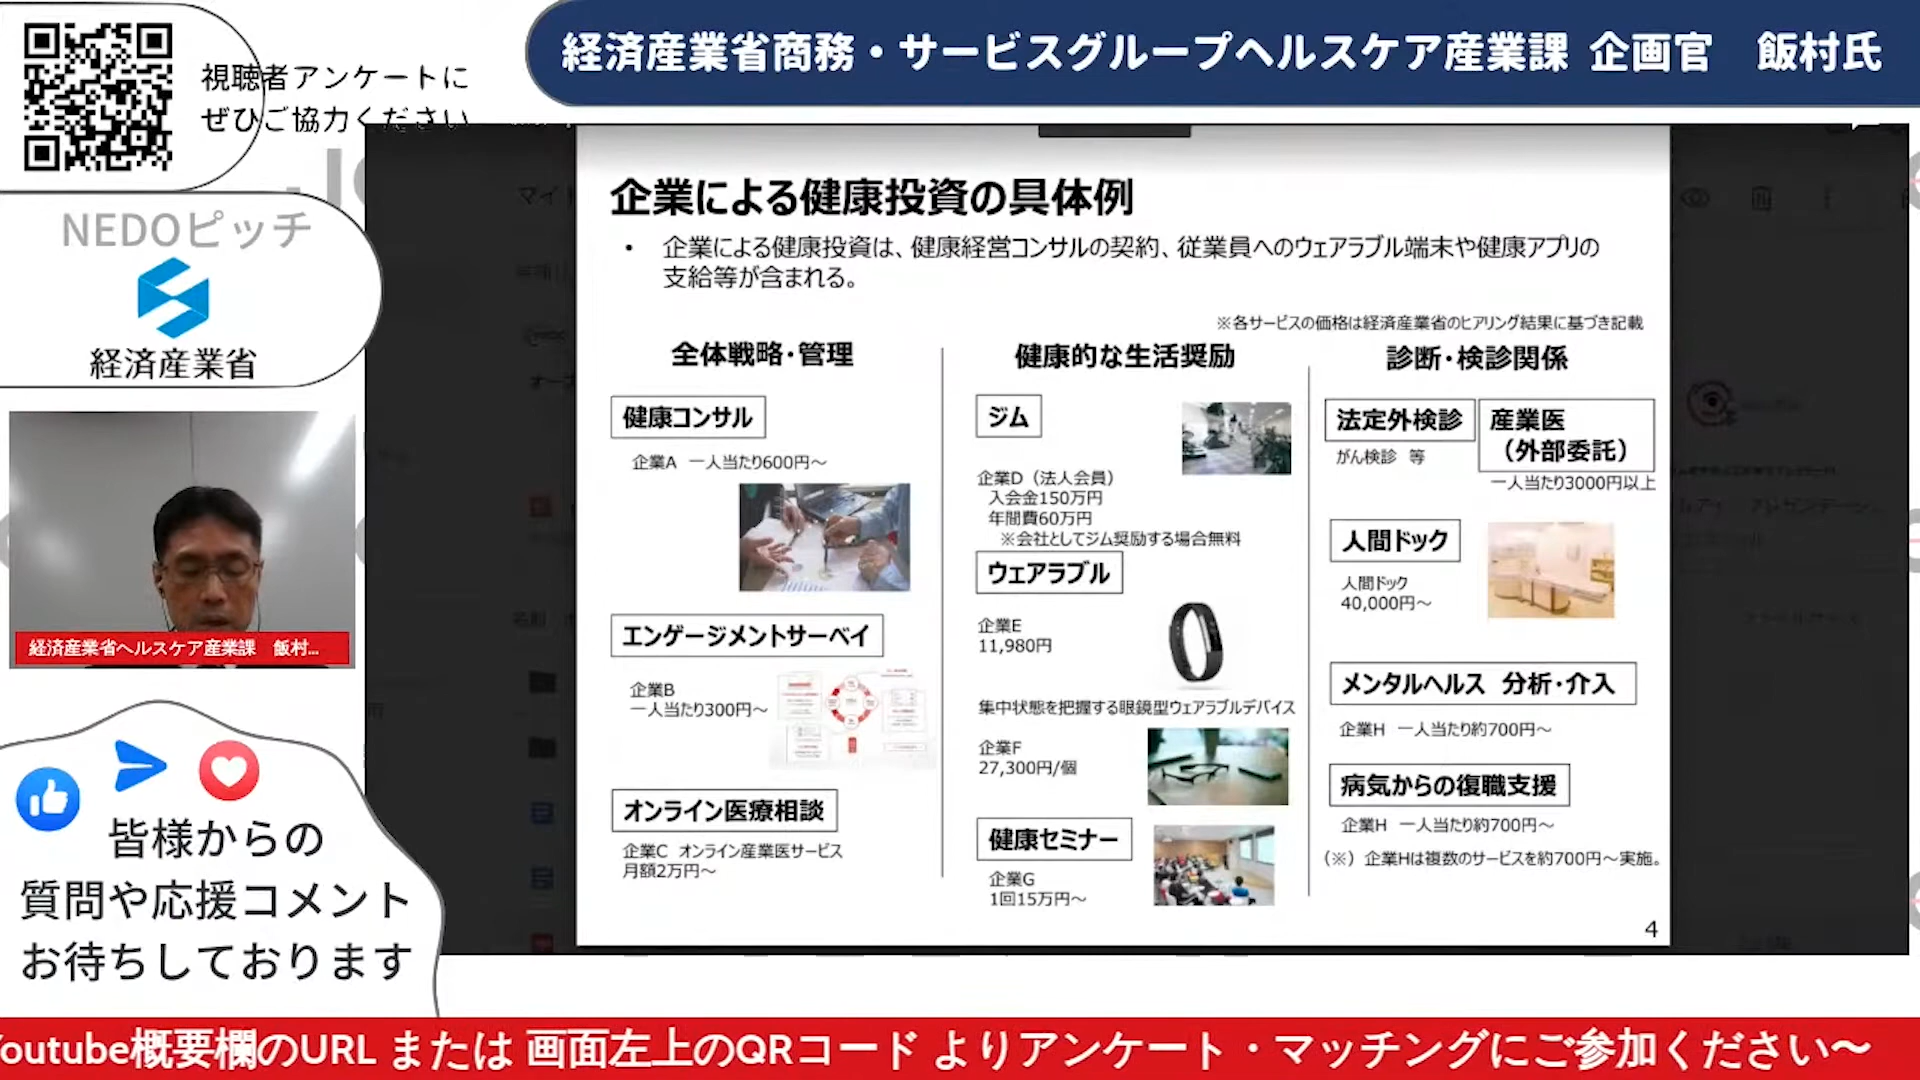 視聴者アンケートに
ぜひご協力ください
経済産業省商務・サービスグループヘルスケア産業課 企画官　飯村氏
NEDOピッチ
経済産業省
経済産業省ヘルスケア産業課　飯村...
皆様からの
質問や応援コメント
お待ちしております
企業による健康投資の具体例
• 企業による健康投資は、健康経営コンサルの契約、従業員へのウェアラブル端末や健康アプリの
支給等が含まれる。
※各サービスの価格は経済産業省のヒアリング結果に基づき記載
全体戦略・管理
健康コンサル
企業A　一人当たり600円～
エンゲージメントサーベイ
企業B
一人当たり300円～
オンライン医療相談
企業C　オンライン産業医サービス
月額2万円～
健康的な生活奨励
ジム
企業D（法人会員）
入会金150万円
年間費60万円
※会社としてジム奨励する場合無料
ウェアラブル
企業E
11,980円
集中状態を把握する眼鏡型ウェアラブルデバイス
企業F
27,300円/個
健康セミナー
企業G
1回15万円～
診断・検診関係
法定外検診
がん検診　等
産業医
（外部委託）
一人当たり3000円以上
人間ドック
人間ドック
40,000円～
メンタルヘルス　分析・介入
企業H　一人当たり約700円～
病気からの復職支援
企業H　一人当たり約700円～
（※）企業Hは複数のサービスを約700円～実施。
4
Youtube概要欄のURL または 画面左上のQRコード よりアンケート・マッチングにご参加ください〜